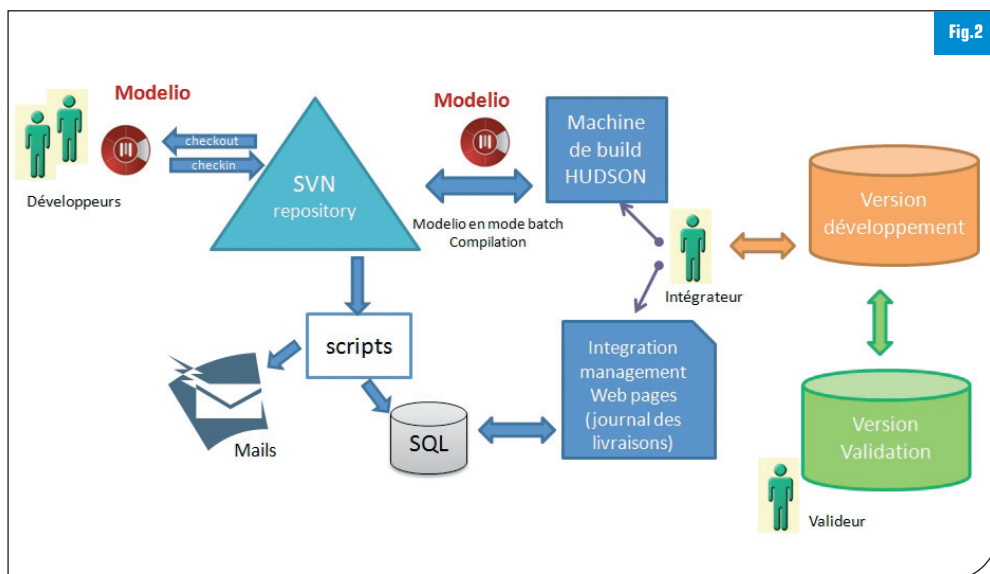 Fig.2
Modelio
Développeurs
checkout
checkin
SVN
repository
Modelio
Modelio en mode batch
Compilation
Machine
de build
HUDSON
Intégrateur
Version
développement
scripts
Mails
SQL
Integration
management
Web pages
(journal des
livraisons)
Version
Validation
Valideur